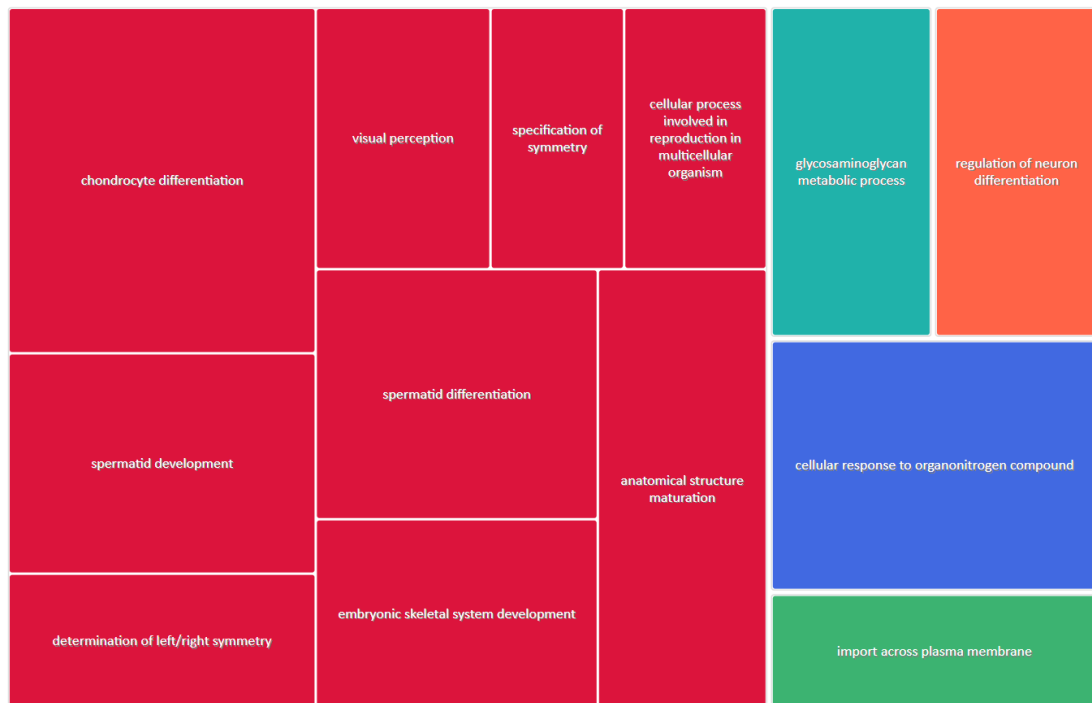 chondrocyte differentiation
visual perception
specification of
symmetry
cellular process
involved in
reproduction in
multicellular
organism
glycosaminoglycan
metabolic process
regulation of neuron
differentiation
spermatid development
spermatid differentiation
anatomical structure
maturation
cellular response to organonitrogen compound
determination of left/right symmetry
embryonic skeletal system development
import across plasma membrane